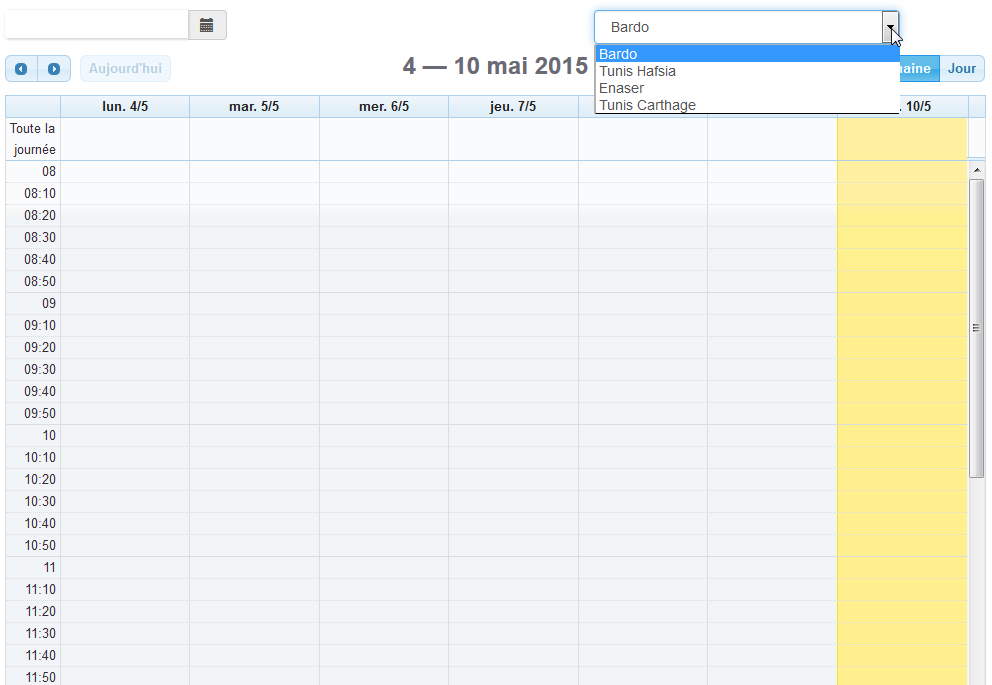 Bardo
Bardo
Tunis Hafsia
Enaser
Tunis Carthage
Aujourd'hui
4 — 10 mai 2015
aine
Jour
lun. 4/5
mar. 5/5
mer. 6/5
jeu. 7/5
. 10/5
Toute la
journée
08
08:10
08:20
08:30
08:40
08:50
09
09:10
09:20
09:30
09:40
09:50
10
10:10
10:20
10:30
10:40
10:50
11
11:10
11:20
11:30
11:40
11:50